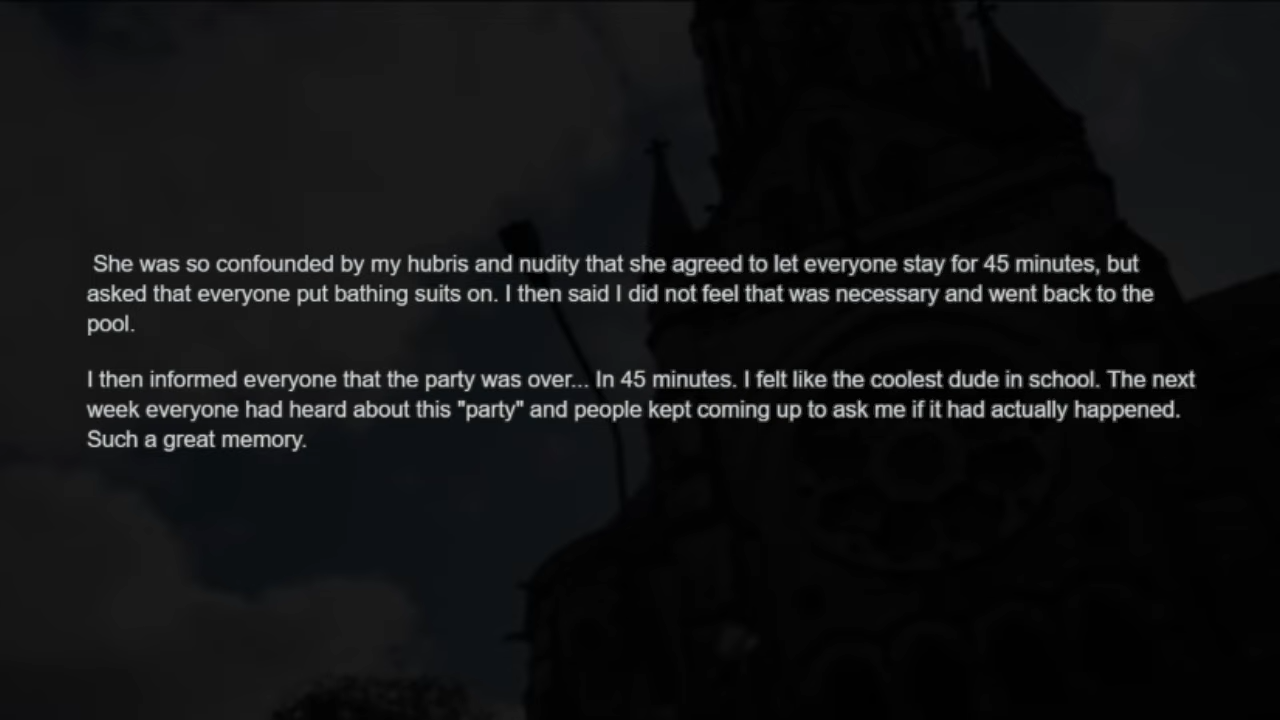 She was so confounded by my hubris and nudity that she agreed to let everyone stay for 45 minutes, but
asked that everyone put bathing suits on. I then said I did not feel that was necessary and went back to the
pool.
I then informed everyone that the party was over... In 45 minutes. I felt like the coolest dude in school. The next
week everyone had heard about this "party" and people kept coming up to ask me if it had actually happened.
Such a great memory.